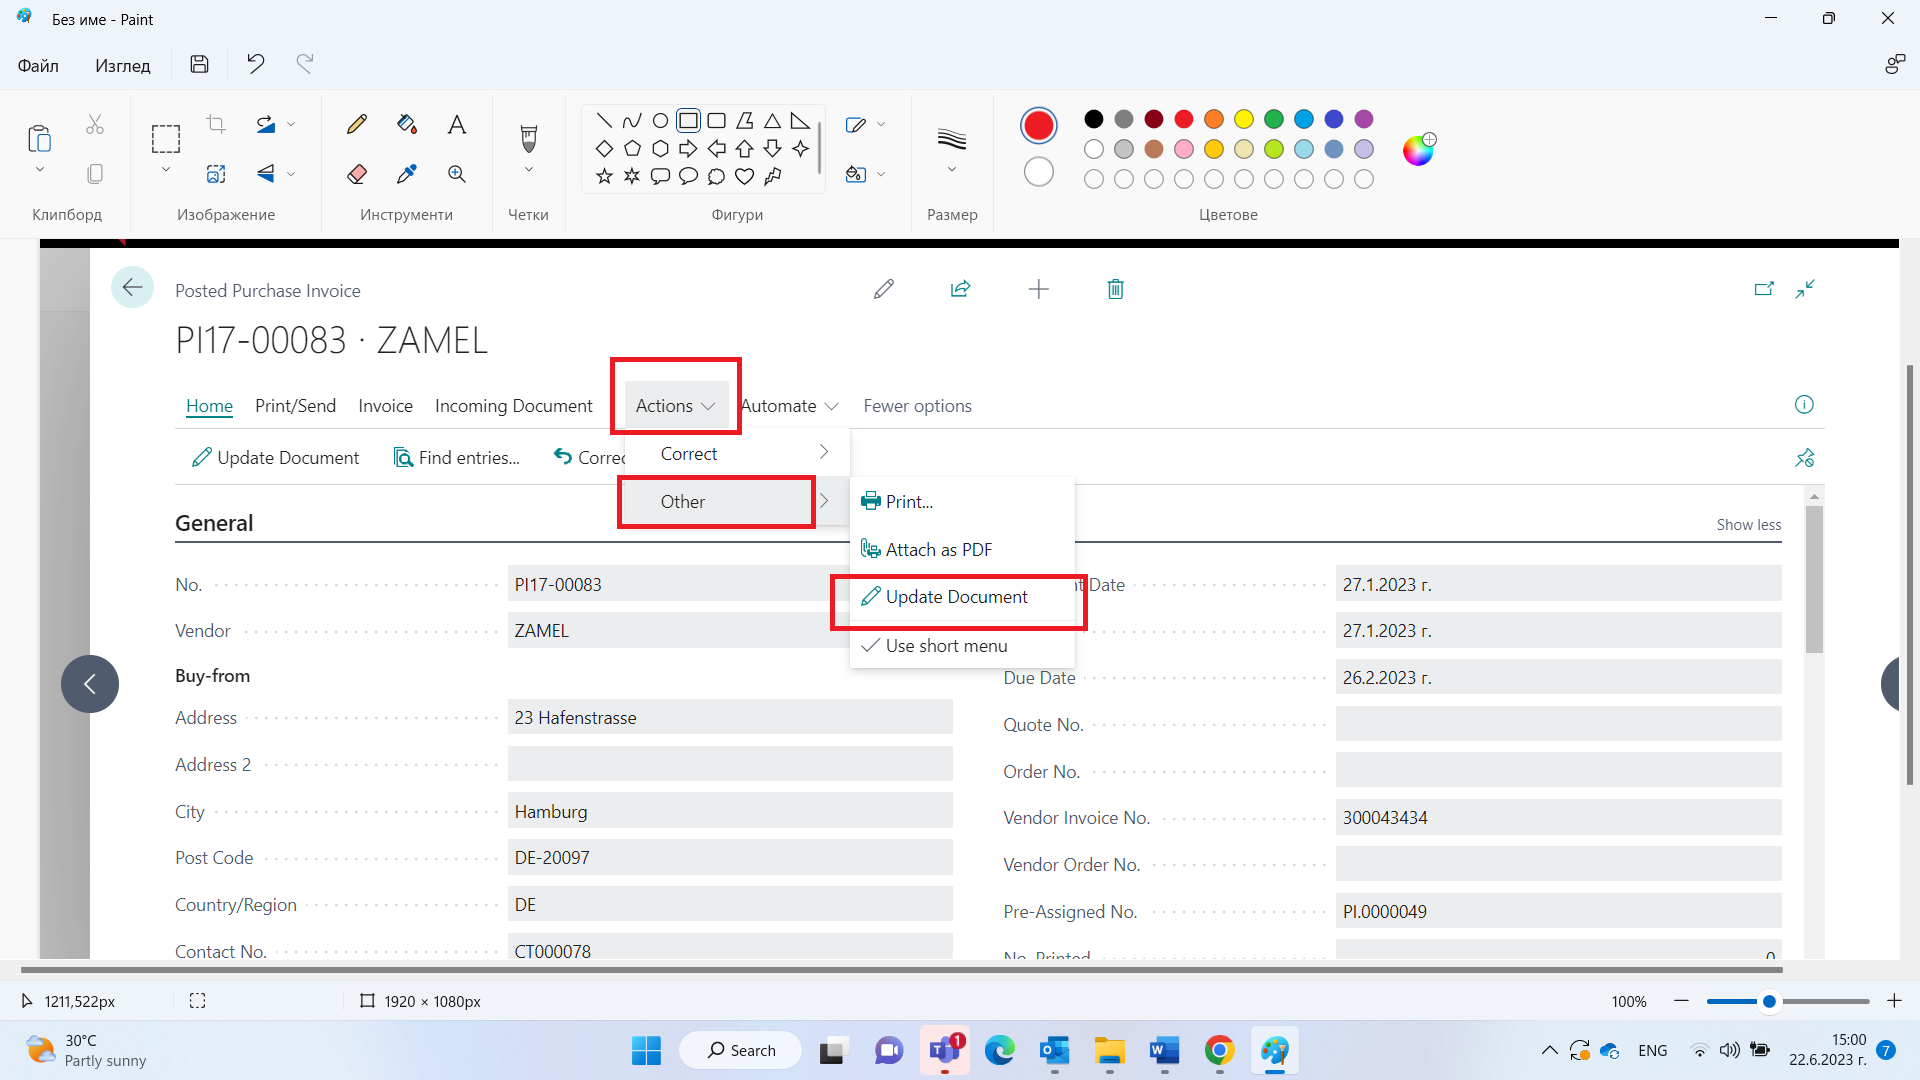 Без име - Paint
Файл
Изглед
Клипборд
Изображение
Инструменти
Четки
Фигури
Размер
Цветове
Posted Purchase Invoice
PI17-00083 · ZAMEL
Home Print/Send Invoice Incoming Document Actions Automate Fewer options
Update Document Find entries...
Correct
Other
Print...
Attach as PDF
Update Document
Use short menu
General
Show less
No. PI17-00083
Vendor ZAMEL
Buy-from
Address 23 Hafenstrasse
Address 2
City Hamburg
Post Code DE-20097
Country/Region DE
Contact No. CT000078
Date 27.1.2023 г.
27.1.2023 г.
Due Date 26.2.2023 г.
Quote No.
Order No.
Vendor Invoice No. 300043434
Vendor Order No.
Pre-Assigned No. PI.0000049
No. Printed 0
1211,522px
1920 × 1080px
100%
30°C
Partly sunny
Search
1
ENG
15:00
22.6.2023 г.
7